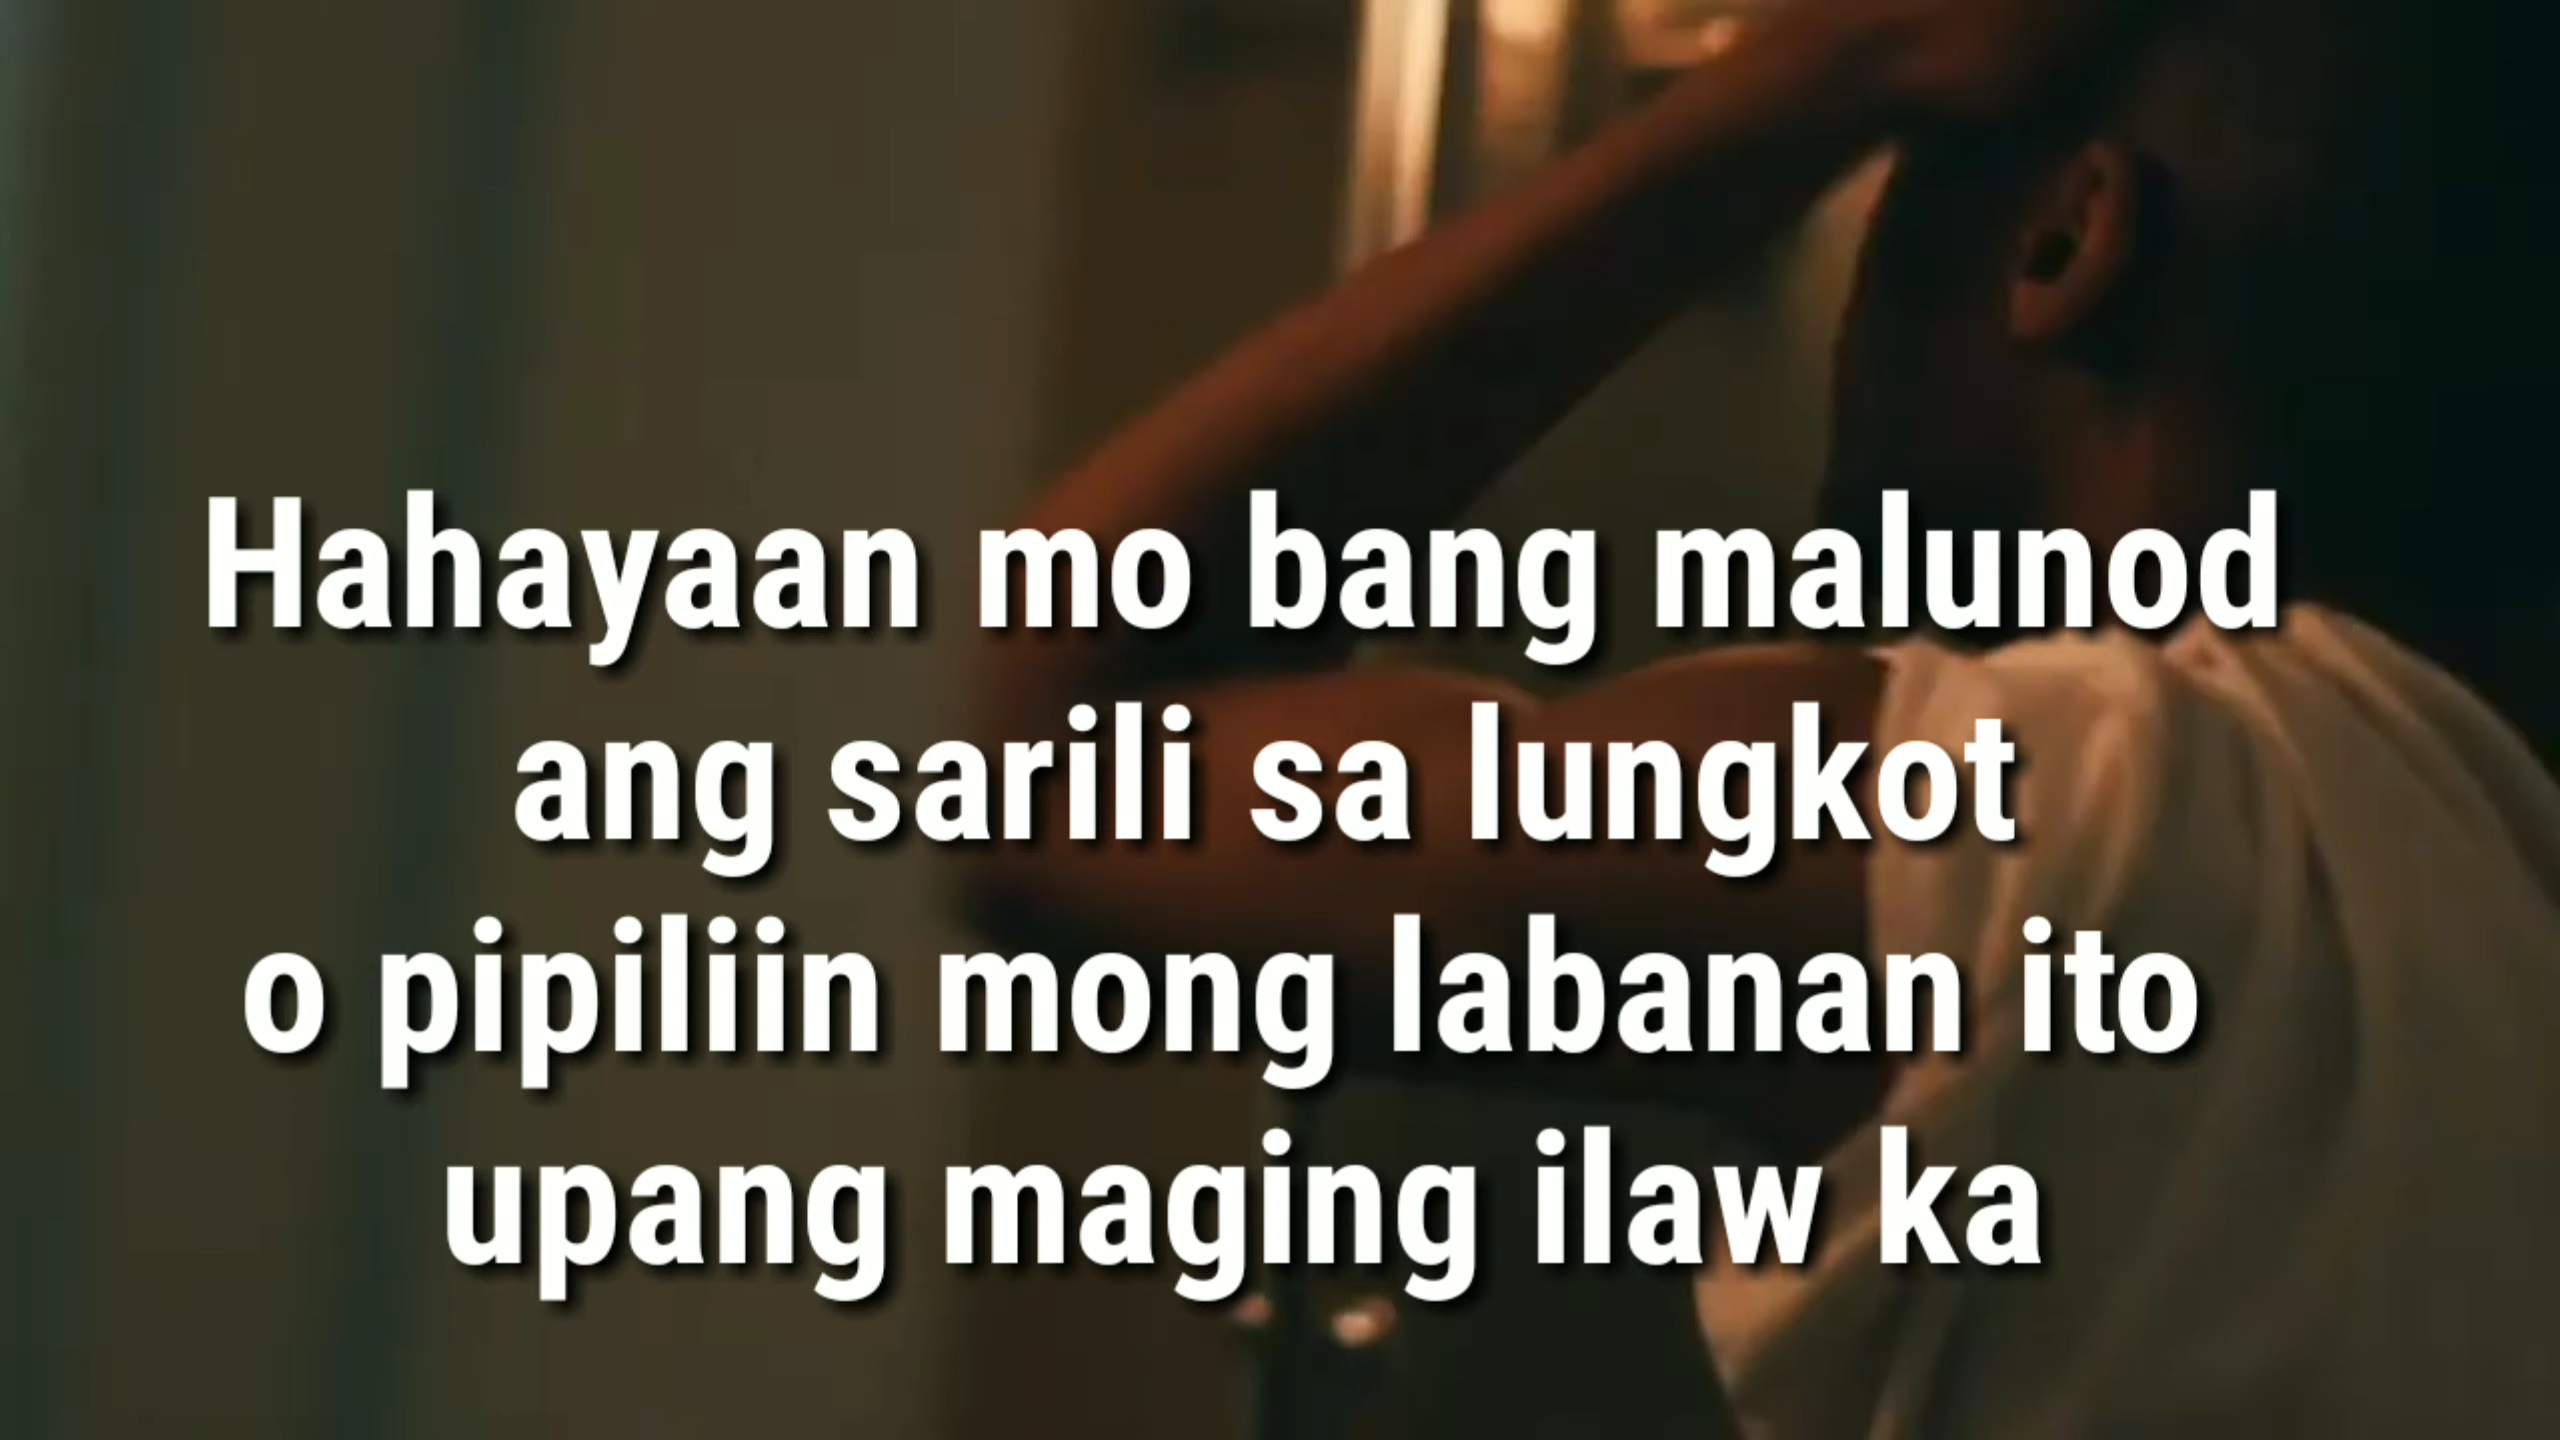 Hahayaan mo bang malunod
ang sarili sa lungkot
o pipiliin mong labanan ito
upang maging ilaw ka